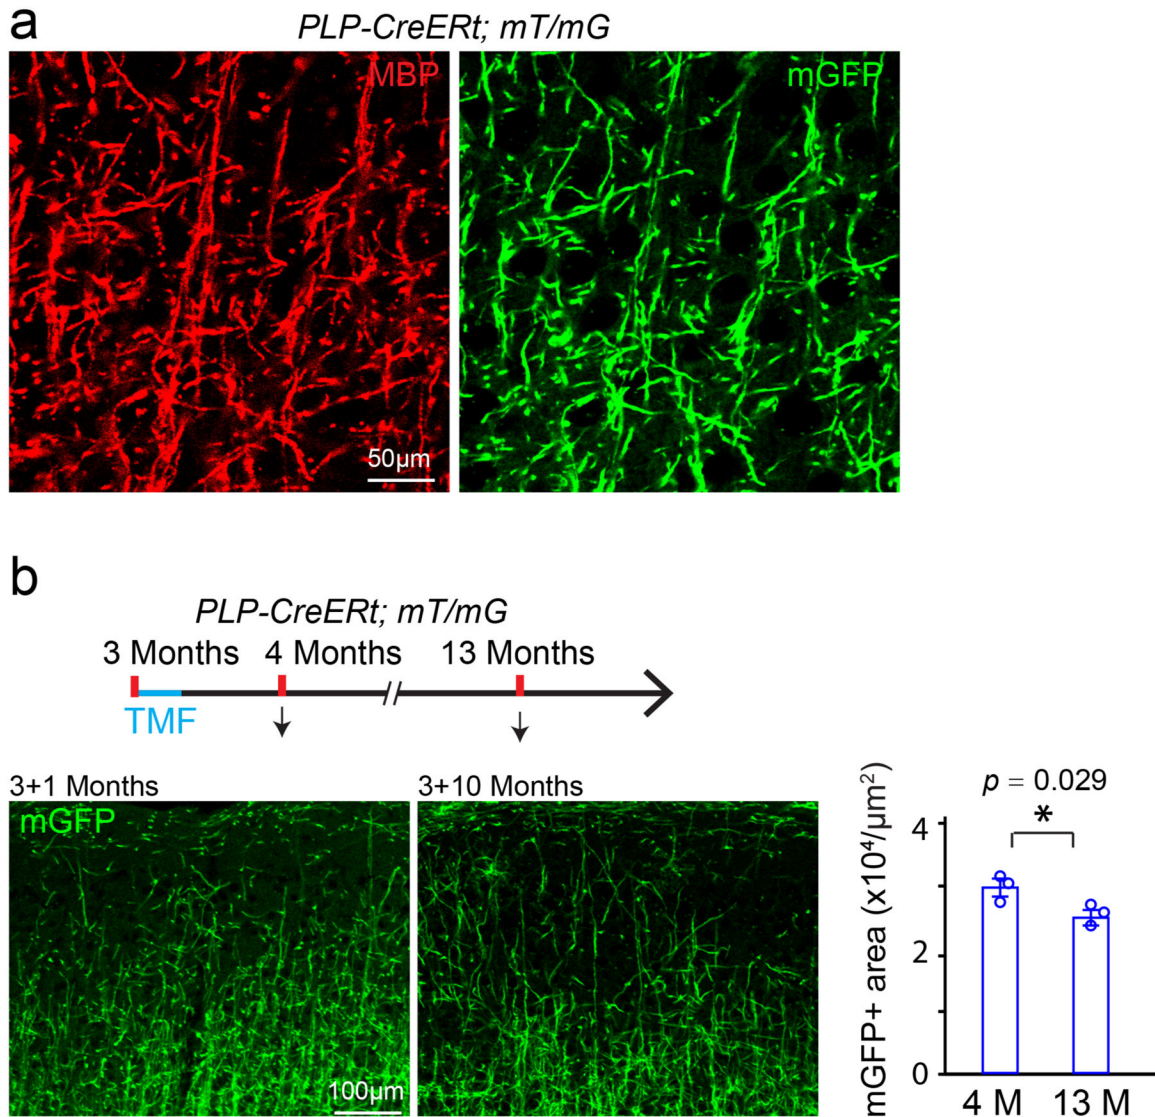 a
PLP-CreERt; mT/mG
MBP
mGFP
50μm
b
PLP-CreERt; mT/mG
3 Months 4 Months 13 Months
TMF
3+1 Months
3+10 Months
mGFP
100μm
p = 0.029
*
mGFP+ area (x10⁴/μm²)
4
2
0
4 M 13 M